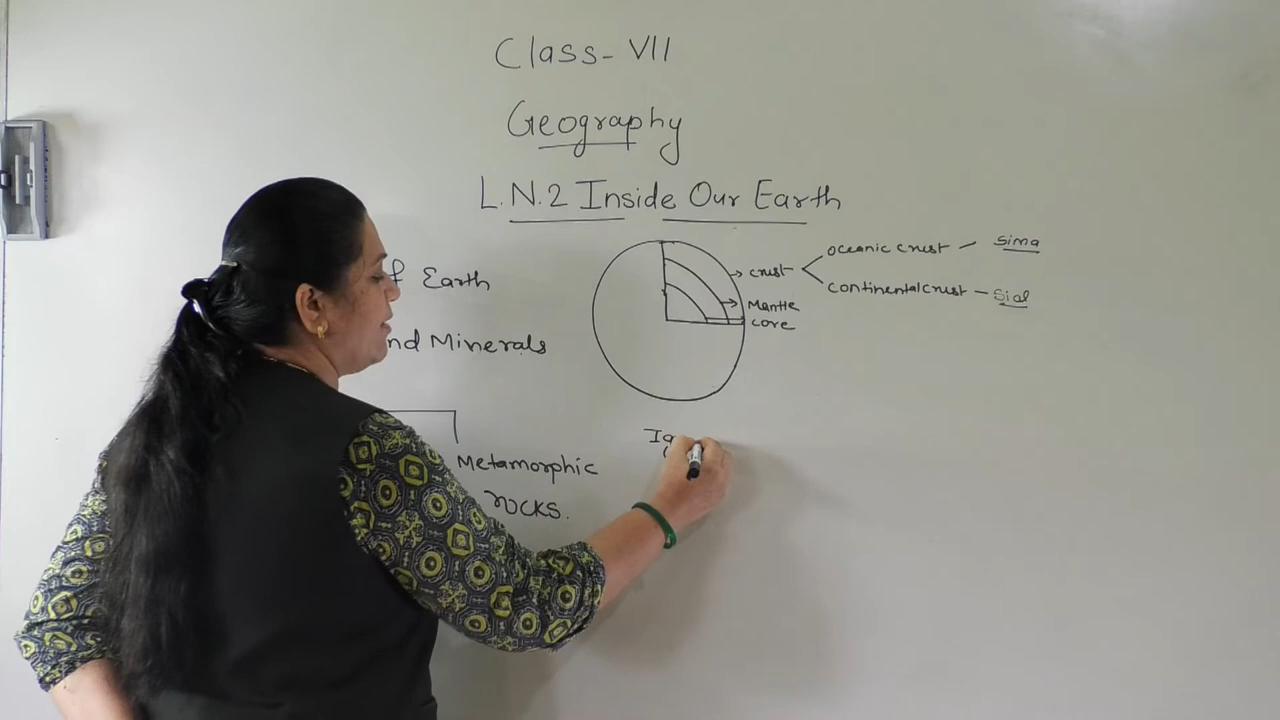 Class- VII
Geography
L.N.2 Inside Our Earth
Earth
Minerals
Metamorphic
rocks.
crust
oceanic crust - sima
continental crust - Sial
Mantle
core